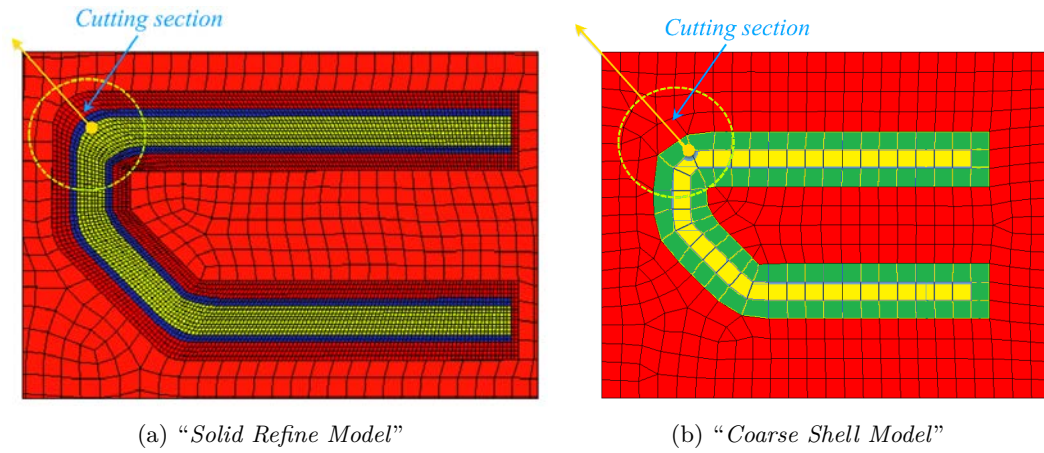 Cutting section
Cutting section
(a) “Solid Refine Model”
(b) “Coarse Shell Model”